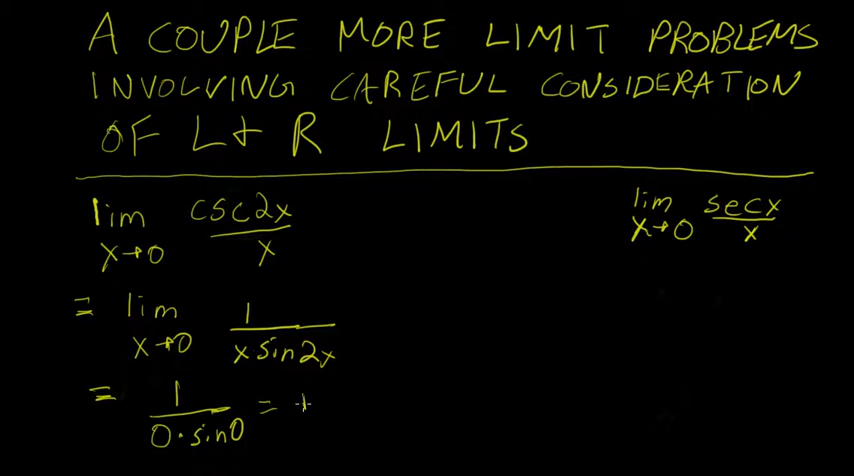 A COUPLE MORE LIMIT PROBLEMS
INVOLVING CAREFUL CONSIDERATION
OF L + R LIMITS
lim x→0 csc2x / x
lim x→0 secx / x
= lim x→0 1 / x sin2x
= 1 / 0·sin0 = +